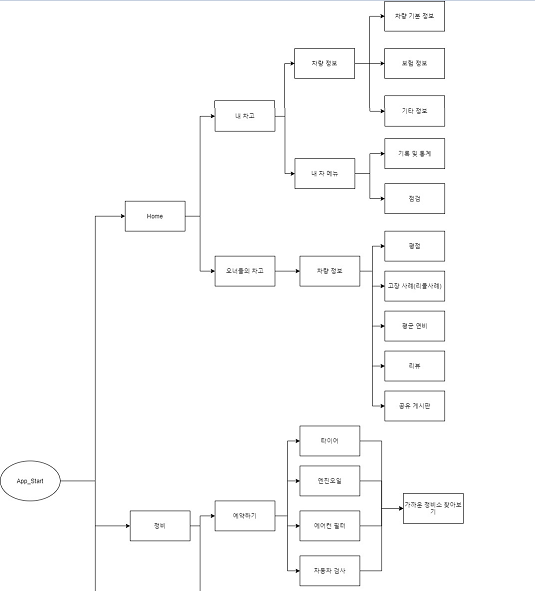 차량 기본 정보
차량 정보
보험 정보
기타 정보
내 차고
기록 및 통계
내 차 메뉴
점검
Home
평점
오너들의 차고
차량 정보
고장 사례(리콜사례)
평균 연비
리뷰
공유 게시판
타이어
App_Start
엔진오일
가까운 정비소 찾아보
기
예약하기
정비
에어컨 필터
자동차 검사